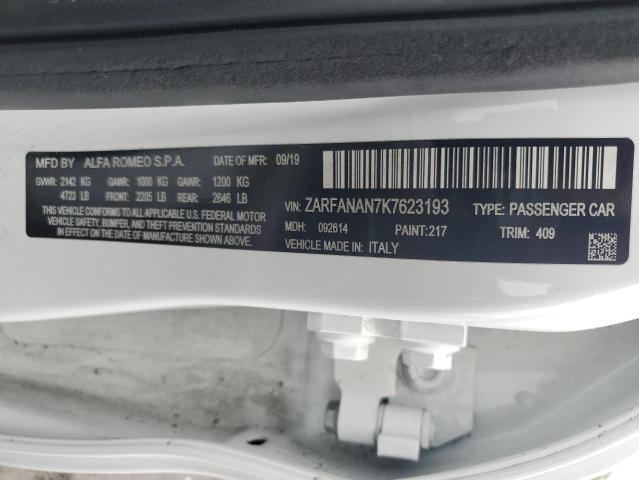 MFD BY ALFA ROMEO S.P.A. DATE OF MFR: 09/19
GVWR: 2142 KG GAWR: 1000 KG GAWR: 1200 KG
4723 LB FRONT: 2205 LB REAR: 2646 LB
THIS VEHICLE CONFORMS TO ALL APPLICABLE U.S. FEDERAL MOTOR
VEHICLE SAFETY, BUMPER, AND THEFT PREVENTION STANDARDS
IN EFFECT ON THE DATE OF MANUFACTURE SHOWN ABOVE.
VIN: ZARFANAN7K7623193 TYPE: PASSENGER CAR
MDH: 092614 PAINT: 217 TRIM: 409
VEHICLE MADE IN: ITALY